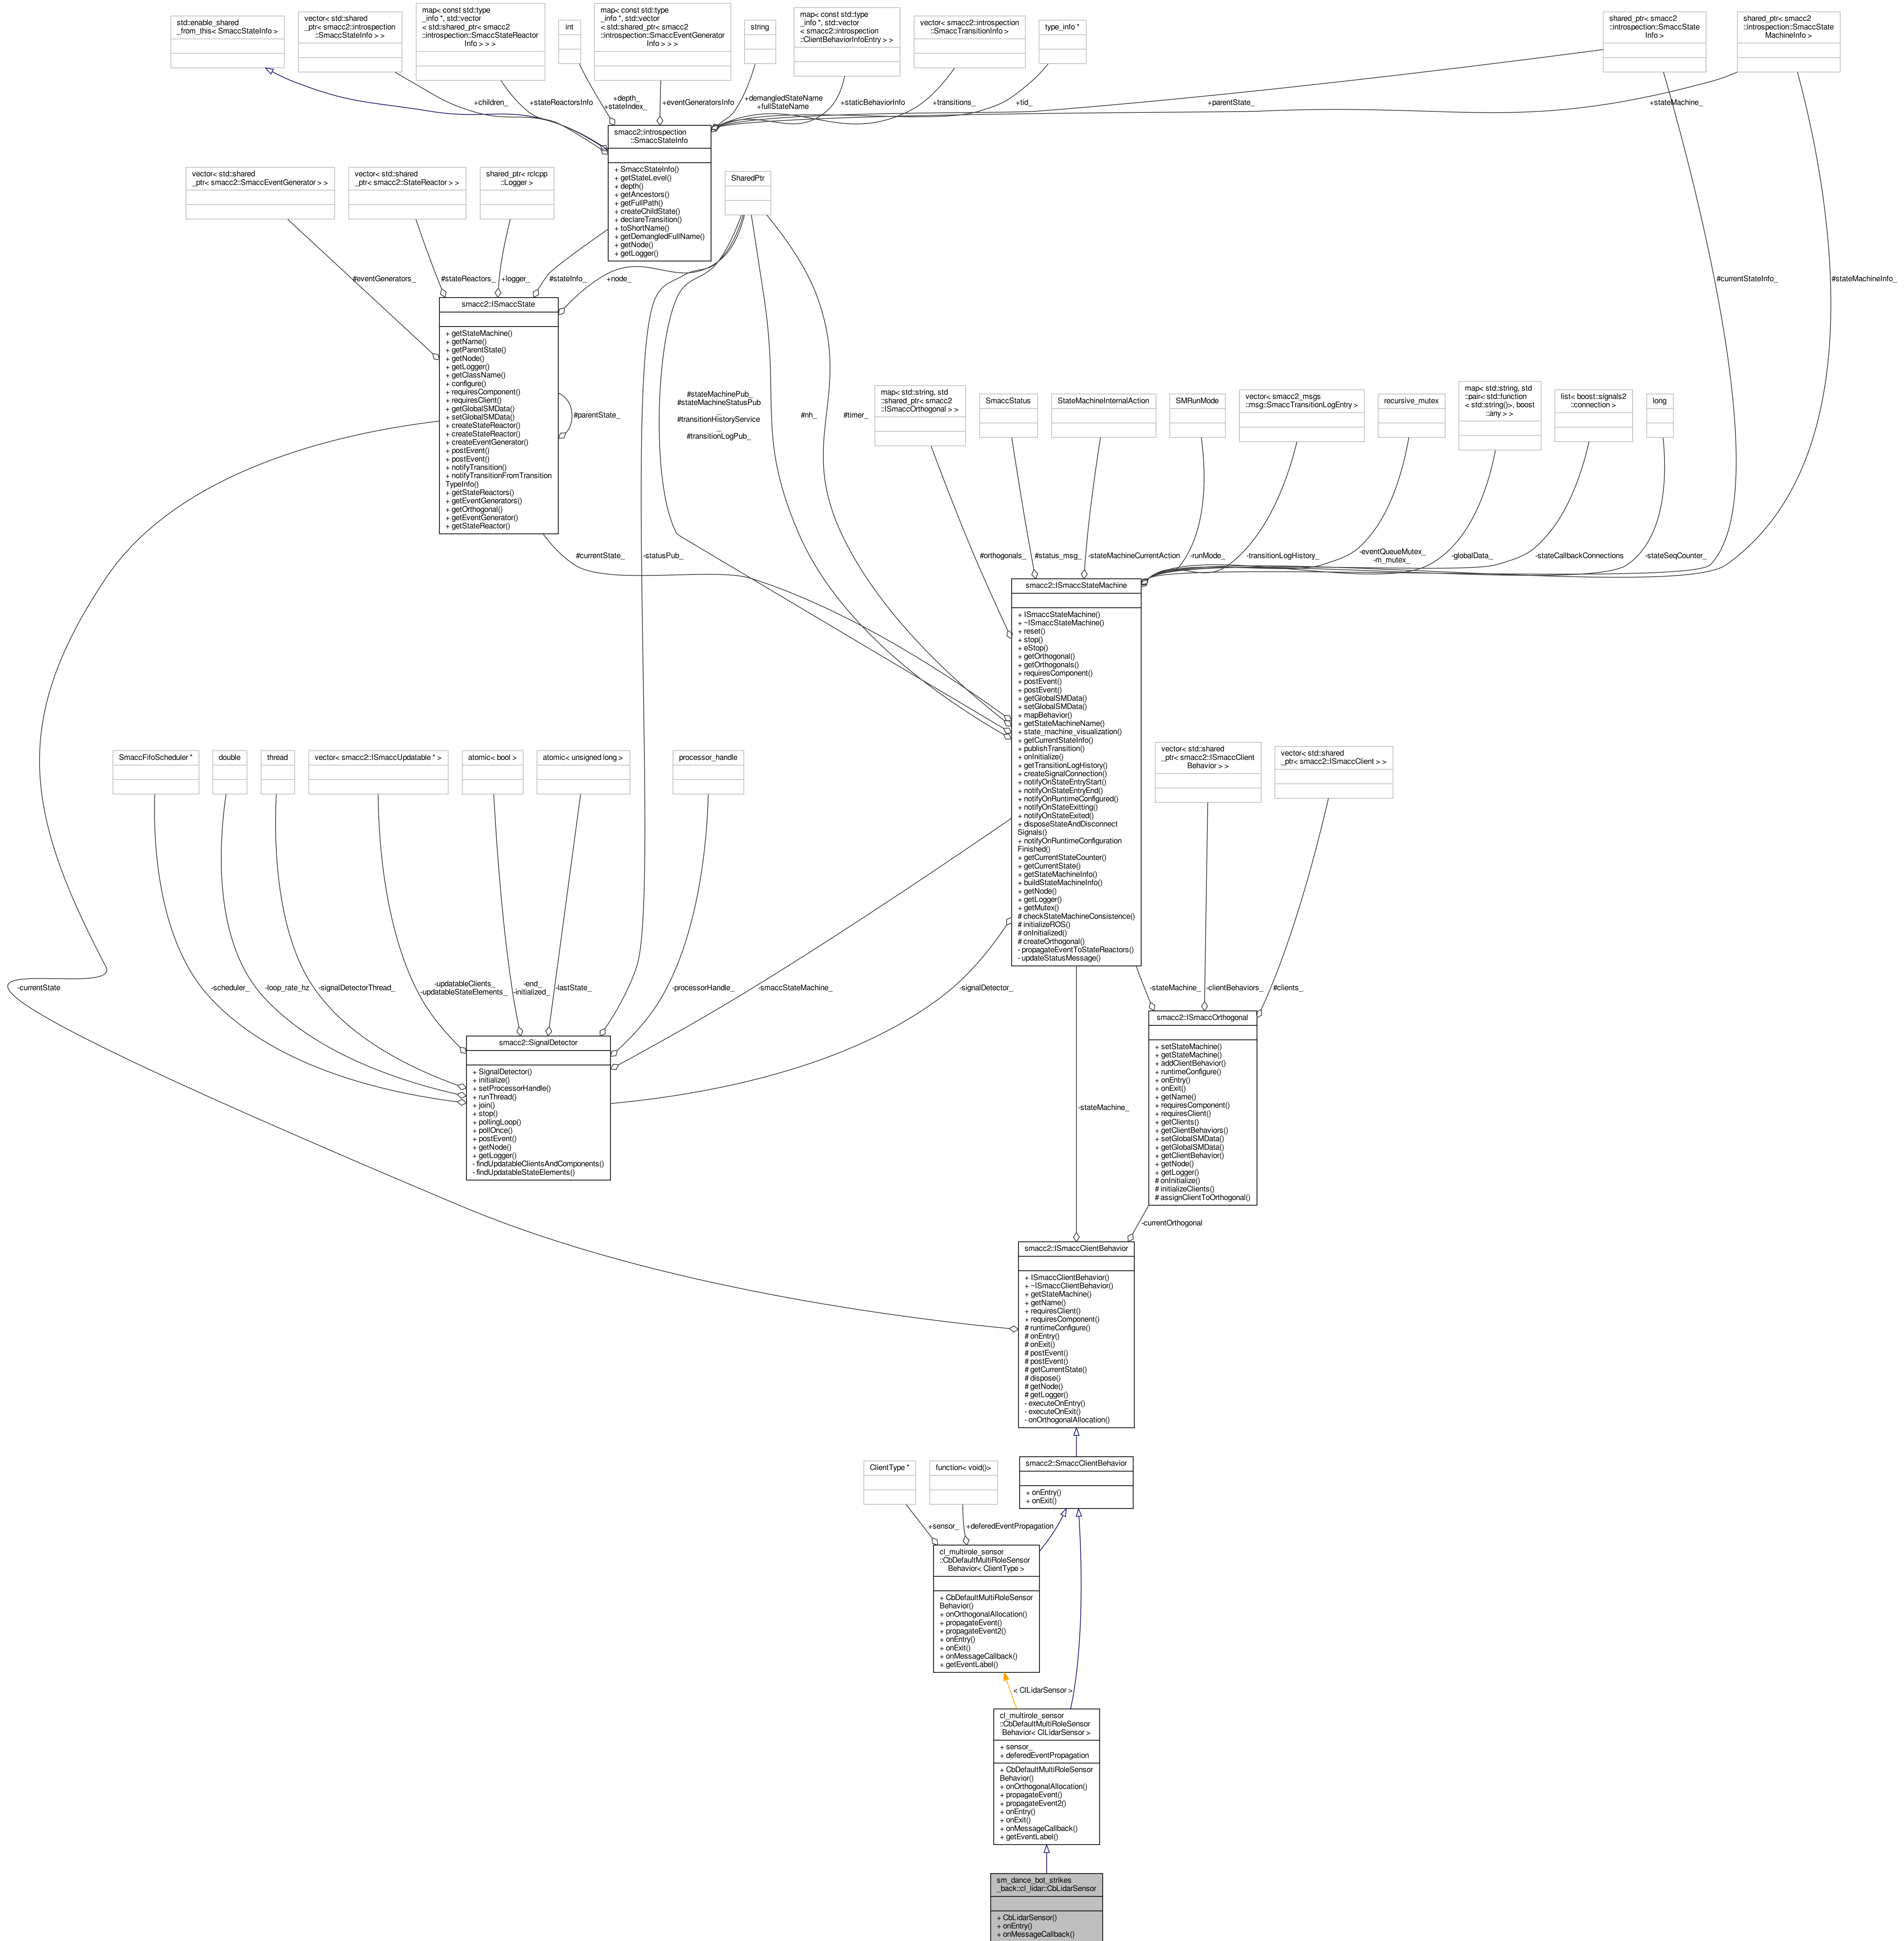 std::enable_shared
_from_this< SmaccStateInfo >
vector< std::shared
_ptr< smacc2::introspection
::SmaccStateInfo > >
map< const std::type
_info *, std::vector
< std::shared_ptr< smacc2
::introspection::SmaccStateReactor
Info > > >
int
map< const std::type
_info *, std::vector
< std::shared_ptr< smacc2
::introspection::SmaccEventGenerator
Info > > >
string
map< const std::type
_info *, std::vector
< smacc2::introspection
::ClientBehaviorInfoEntry > >
vector< smacc2::introspection
::SmaccTransitionInfo >
type_info *
shared_ptr< smacc2
::introspection::SmaccState
Info >
shared_ptr< smacc2
::introspection::SmaccState
MachineInfo >
+children_
+stateReactorsInfo
+depth_
+stateIndex_
+eventGeneratorsInfo
+demangledStateName
+fullStateName
+staticBehaviorInfo
+transitions_
+tid_
+parentState_
+stateMachine_
smacc2::introspection
::SmaccStateInfo
+ SmaccStateInfo()
+ getStateLevel()
+ depth()
+ getAncestors()
+ getFullPath()
+ createChildState()
+ declareTransition()
+ toShortName()
+ getDemangledFullName()
+ getNode()
+ getLogger()
vector< std::shared
_ptr< smacc2::SmaccEventGenerator > >
vector< std::shared
_ptr< smacc2::StateReactor > >
shared_ptr< rclcpp
::Logger >
SharedPtr
#eventGenerators_
#stateReactors_
+logger_
#stateInfo_
+node_
#currentStateInfo_
#stateMachineInfo_
smacc2::ISmaccState
+ getStateMachine()
+ getName()
+ getParentState()
+ getNode()
+ getLogger()
+ getClassName()
+ configure()
+ requiresComponent()
+ requiresClient()
+ getGlobalSMData()
+ setGlobalSMData()
+ createStateReactor()
+ createStateReactor()
+ createEventGenerator()
+ postEvent()
+ postEvent()
+ notifyTransition()
+ notifyTransitionFromTransition
TypeInfo()
+ getStateReactors()
+ getEventGenerators()
+ getOrthogonal()
+ getEventGenerator()
+ getStateReactor()
#parentState_
#stateMachinePub_
#stateMachineStatusPub
_
#transitionHistoryService
_
#transitionLogPub_
#nh_
#timer_
map< std::string, std
::shared_ptr< smacc2
::ISmaccOrthogonal > >
SmaccStatus
StateMachineInternalAction
SMRunMode
vector< smacc2_msgs
::msg::SmaccTransitionLogEntry >
recursive_mutex
map< std::string, std
::pair< std::function
< std::string()>, boost
::any > >
list< boost::signals2
::connection >
long
#currentState_
-statusPub_
#orthogonals_
#status_msg_
-stateMachineCurrentAction
-runMode_
-transitionLogHistory_
-eventQueueMutex_
-m_mutex_
-globalData_
-stateCallbackConnections
-stateSeqCounter_
smacc2::ISmaccStateMachine
+ ISmaccStateMachine()
+ ~ISmaccStateMachine()
+ reset()
+ stop()
+ eStop()
+ getOrthogonal()
+ getOrthogonals()
+ requiresComponent()
+ postEvent()
+ postEvent()
+ getGlobalSMData()
+ setGlobalSMData()
+ mapBehavior()
+ getStateMachineName()
+ state_machine_visualization()
+ getCurrentStateInfo()
+ publishTransition()
+ onInitialize()
+ getTransitionLogHistory()
+ createSignalConnection()
+ notifyOnStateEntryStart()
+ notifyOnStateEntryEnd()
+ notifyOnRuntimeConfigured()
+ notifyOnStateExitting()
+ notifyOnStateExited()
+ disposeStateAndDisconnect
Signals()
+ notifyOnRuntimeConfiguration
Finished()
+ getCurrentStateCounter()
+ getCurrentState()
+ getStateMachineInfo()
+ buildStateMachineInfo()
+ getNode()
+ getLogger()
+ getMutex()
# checkStateMachineConsistence()
# initializeROS()
# onInitialized()
# createOrthogonal()
- propagateEventToStateReactors()
- updateStatusMessage()
SmaccFifoScheduler *
double
thread
vector< smacc2::ISmaccUpdatable * >
atomic< bool >
atomic< unsigned long >
processor_handle
vector< std::shared
_ptr< smacc2::ISmaccClient
Behavior > >
vector< std::shared
_ptr< smacc2::ISmaccClient > >
-currentState
-scheduler_
-loop_rate_hz
-signalDetectorThread_
-updatableClients_
-updatableStateElements_
-end_
-initialized_
-lastState_
-processorHandle_
-smaccStateMachine_
-signalDetector_
-stateMachine_
-clientBehaviors_
#clients_
smacc2::SignalDetector
+ SignalDetector()
+ initialize()
+ setProcessorHandle()
+ runThread()
+ join()
+ stop()
+ pollingLoop()
+ pollOnce()
+ postEvent()
+ getNode()
+ getLogger()
- findUpdatableClientsAndComponents()
- findUpdatableStateElements()
smacc2::ISmaccOrthogonal
+ setStateMachine()
+ getStateMachine()
+ addClientBehavior()
+ runtimeConfigure()
+ onEntry()
+ onExit()
+ getName()
+ requiresComponent()
+ requiresClient()
+ getClients()
+ getClientBehaviors()
+ setGlobalSMData()
+ getGlobalSMData()
+ getClientBehavior()
+ getNode()
+ getLogger()
# onInitialize()
# initializeClients()
# assignClientToOrthogonal()
-stateMachine_
-currentOrthogonal
smacc2::ISmaccClientBehavior
+ ISmaccClientBehavior()
+ ~ISmaccClientBehavior()
+ getStateMachine()
+ getName()
+ requiresClient()
+ requiresComponent()
# runtimeConfigure()
# onEntry()
# onExit()
# postEvent()
# postEvent()
# getCurrentState()
# dispose()
# getNode()
# getLogger()
- executeOnEntry()
- executeOnExit()
- onOrthogonalAllocation()
ClientType *
function< void()>
smacc2::SmaccClientBehavior
+ onEntry()
+ onExit()
+sensor_
+deferedEventPropagation
cl_multirole_sensor
::CbDefaultMultiRoleSensor
Behavior< ClientType >
+ CbDefaultMultiRoleSensor
Behavior()
+ onOrthogonalAllocation()
+ propagateEvent()
+ propagateEvent2()
+ onEntry()
+ onExit()
+ onMessageCallback()
+ getEventLabel()
< ClLidarSensor >
cl_multirole_sensor
::CbDefaultMultiRoleSensor
Behavior< ClLidarSensor >
+ sensor_
+ deferedEventPropagation
+ CbDefaultMultiRoleSensor
Behavior()
+ onOrthogonalAllocation()
+ propagateEvent()
+ propagateEvent2()
+ onEntry()
+ onExit()
+ onMessageCallback()
+ getEventLabel()
sm_dance_bot_strikes
_back::cl_lidar::CbLidarSensor
+ CbLidarSensor()
+ onEntry()
+ onMessageCallback()